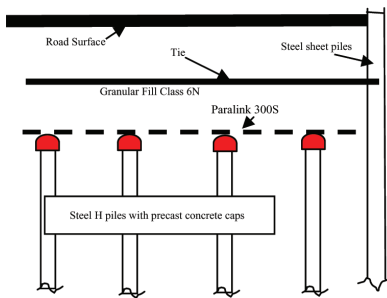 Road Surface
Steel sheet piles
Tie
Granular Fill Class 6N
Paralink 300S
Steel H piles with precast concrete caps